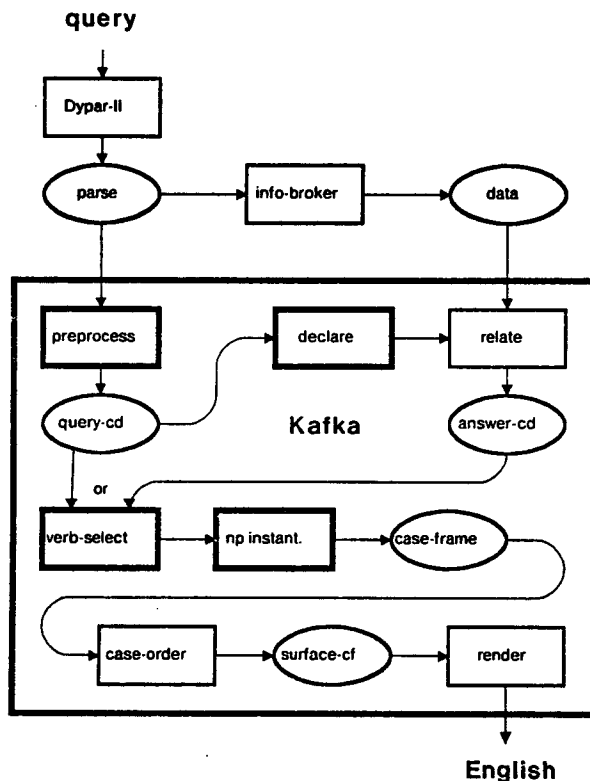 query
Dypar-II
parse
info-broker
data
preprocess
declare
relate
query-cd
Kafka
answer-cd
or
verb-select
np instant.
case-frame
case-order
surface-cf
render
English